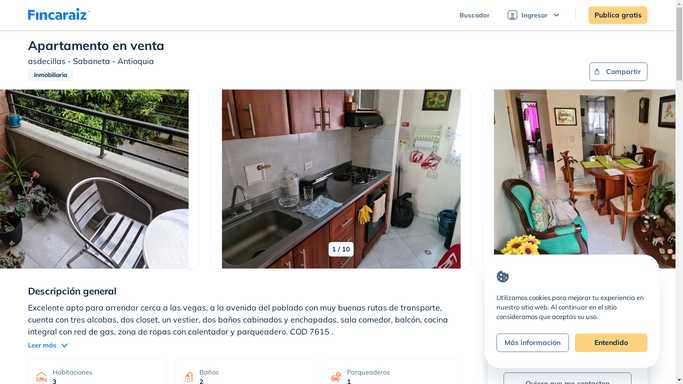 Fincaraiz
Buscador
Ingresar
Publica gratis
Apartamento en venta
asdecillas - Sabaneta - Antioquia
Inmobiliaria
Compartir
1 / 10
Descripción general
Excelente apto para arrendar cerca a las vegas, a la avenida del poblado con muy buenas rutas de transporte,
cuenta con tres alcobas, dos closet, un vestier, dos baños cabinados y enchapados, sala comedor, balcón, cocina
integral con red de gas, zona de ropas con calentador y parqueadero. COD 7615 .
Leer más
Habitaciones
3
Baños
2
Parqueaderos
1
Utilizamos cookies para mejorar tu experiencia en
nuestro sitio web. Al continuar en el sitio
consideramos que aceptas su uso.
Más información
Entendido
Quiero que me contacten